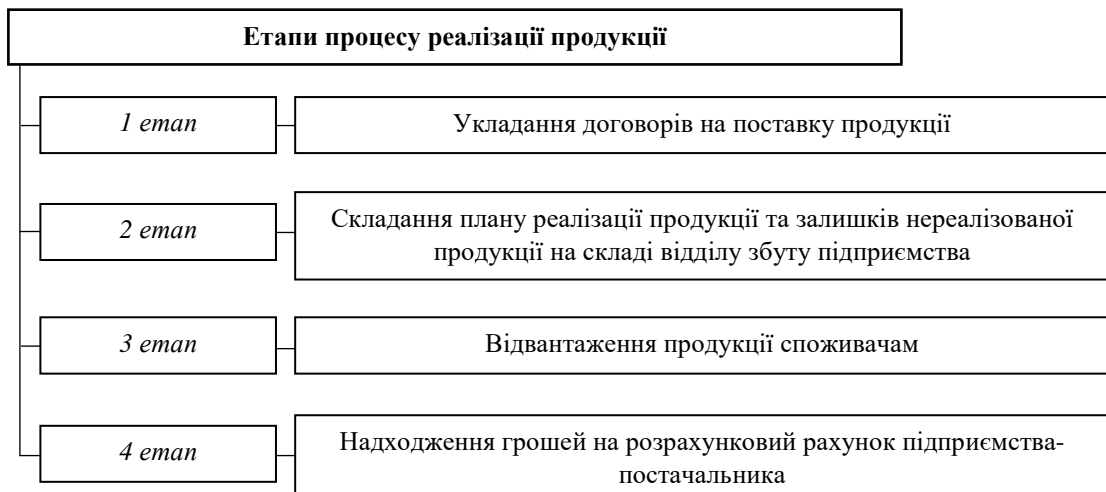 Етапи процесу реалізації продукції
1 етап
Укладання договорів на поставку продукції
2 етап
Складання плану реалізації продукції та залишків нереалізованої
продукції на складі відділу збуту підприємства
3 етап
Відвантаження продукції споживачам
4 етап
Надходження грошей на розрахунковий рахунок підприємства-
постачальника